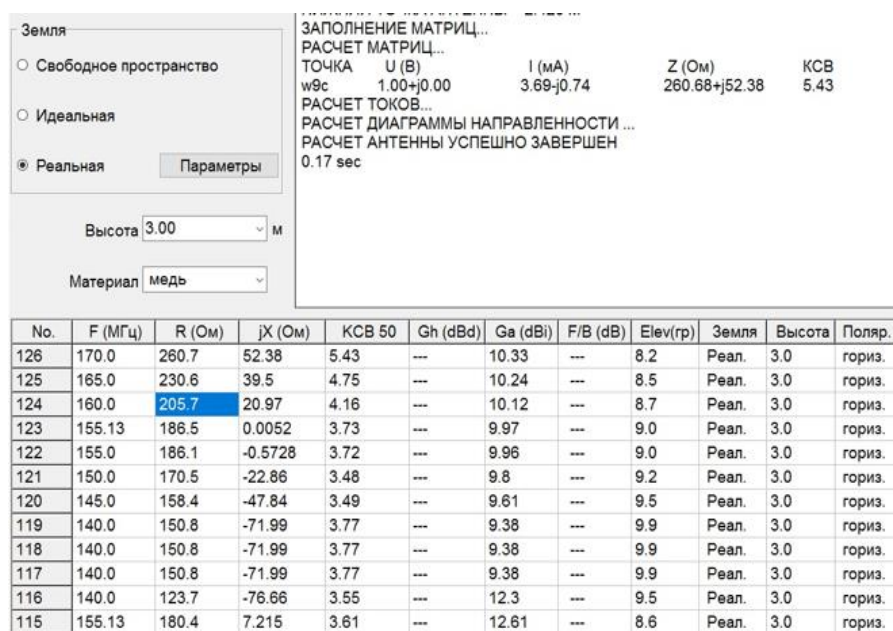 Земля
Свободное пространство
Идеальная
Реальная Параметры
Высота 3.00 м
Материал медь
ЗАПОЛНЕНИЕ МАТРИЦ...
РАСЧЕТ МАТРИЦ...
ТОЧКА U (В) I (мА) Z (Ом) КСВ
w9c 1.00+j0.00 3.69-j0.74 260.68+j52.38 5.43
РАСЧЕТ ТОКОВ...
РАСЧЕТ ДИАГРАММЫ НАПРАВЛЕННОСТИ ...
РАСЧЕТ АНТЕННЫ УСПЕШНО ЗАВЕРШЕН
0.17 sec
No. F (МГц) R (Ом) jX (Ом) КСВ 50 Gh (dBd) Ga (dBi) F/B (dB) Elev(гр) Земля Высота Поляр.
126 170.0 260.7 52.38 5.43 --- 10.33 --- 8.2 Реал. 3.0 гориз.
125 165.0 230.6 39.5 4.75 --- 10.24 --- 8.5 Реал. 3.0 гориз.
124 160.0 205.7 20.97 4.16 --- 10.12 --- 8.7 Реал. 3.0 гориз.
123 155.13 186.5 0.0052 3.73 --- 9.97 --- 9.0 Реал. 3.0 гориз.
122 155.0 186.1 -0.5728 3.72 --- 9.96 --- 9.0 Реал. 3.0 гориз.
121 150.0 170.5 -22.86 3.48 --- 9.8 --- 9.2 Реал. 3.0 гориз.
120 145.0 158.4 -47.84 3.49 --- 9.61 --- 9.5 Реал. 3.0 гориз.
119 140.0 150.8 -71.99 3.77 --- 9.38 --- 9.9 Реал. 3.0 гориз.
118 140.0 150.8 -71.99 3.77 --- 9.38 --- 9.9 Реал. 3.0 гориз.
117 140.0 150.8 -71.99 3.77 --- 9.38 --- 9.9 Реал. 3.0 гориз.
116 140.0 123.7 -76.66 3.55 --- 12.3 --- 9.5 Реал. 3.0 гориз.
115 155.13 180.4 7.215 3.61 --- 12.61 --- 8.6 Реал. 3.0 гориз.